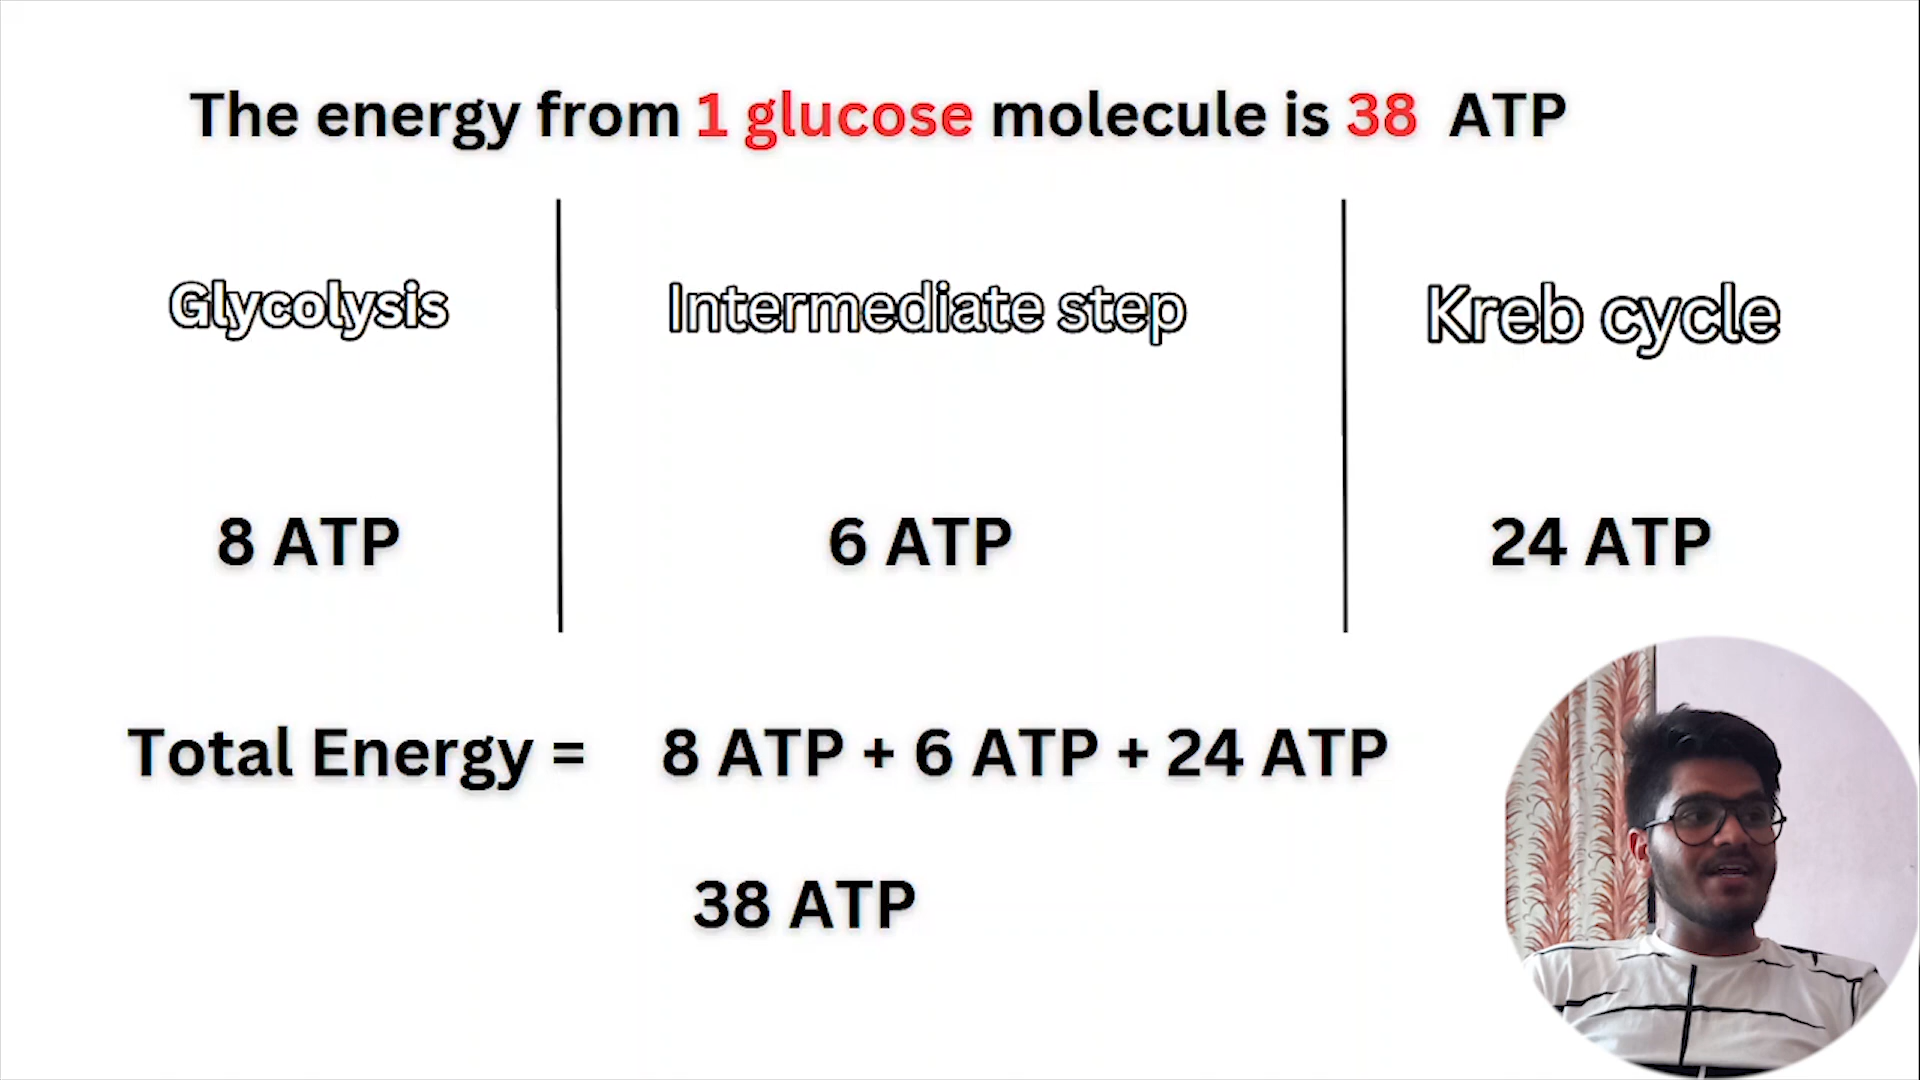 The energy from 1 glucose molecule is 38 ATP
Glycolysis
Intermediate step
Kreb cycle
8 ATP
6 ATP
24 ATP
Total Energy = 8 ATP + 6 ATP + 24 ATP
38 ATP